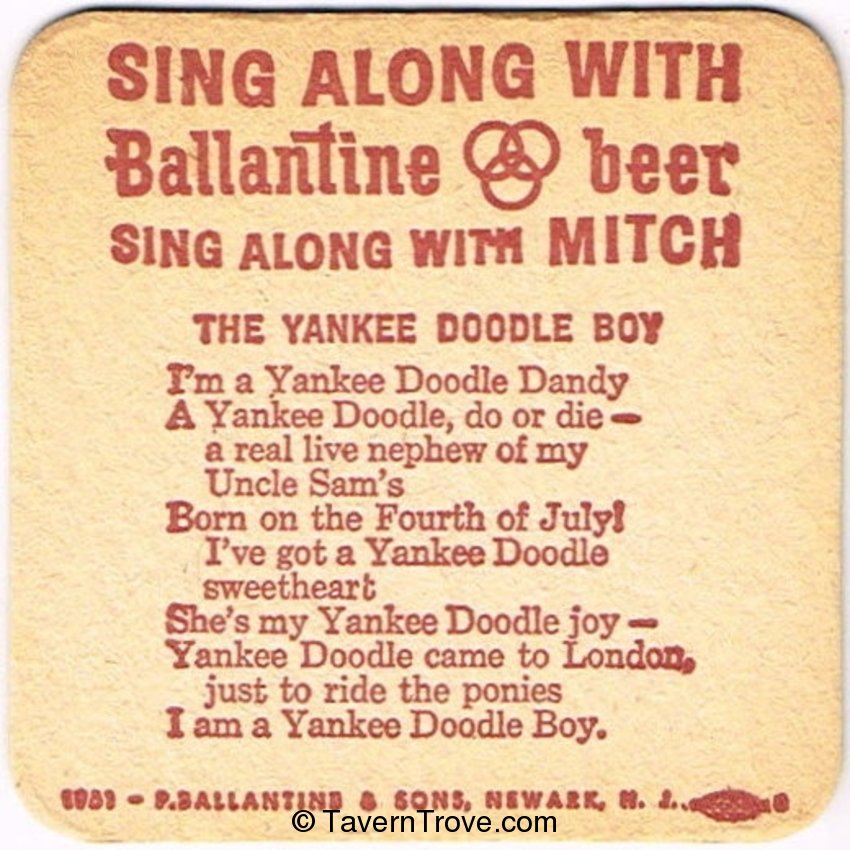 SING ALONG WITH
Ballantine beer
SING ALONG WITH MITCH
THE YANKEE DOODLE BOY
I'm a Yankee Doodle Dandy
A Yankee Doodle, do or die —
a real live nephew of my
Uncle Sam's
Born on the Fourth of July!
I've got a Yankee Doodle
sweetheart
She's my Yankee Doodle joy —
Yankee Doodle came to London,
just to ride the ponies
I am a Yankee Doodle Boy.
- P. BALLANTINE & SONS, NEWARK, N. J.
© TavernTrove.com